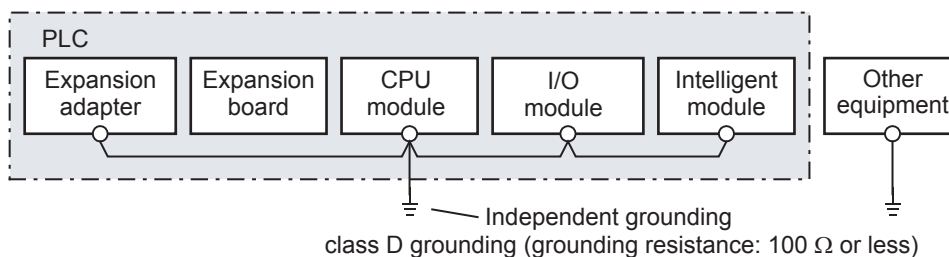 PLC
Expansion
adapter
Expansion
board
CPU
module
I/O
module
Intelligent
module
Other
equipment
Independent grounding
class D grounding (grounding resistance: 100 Ω or less)